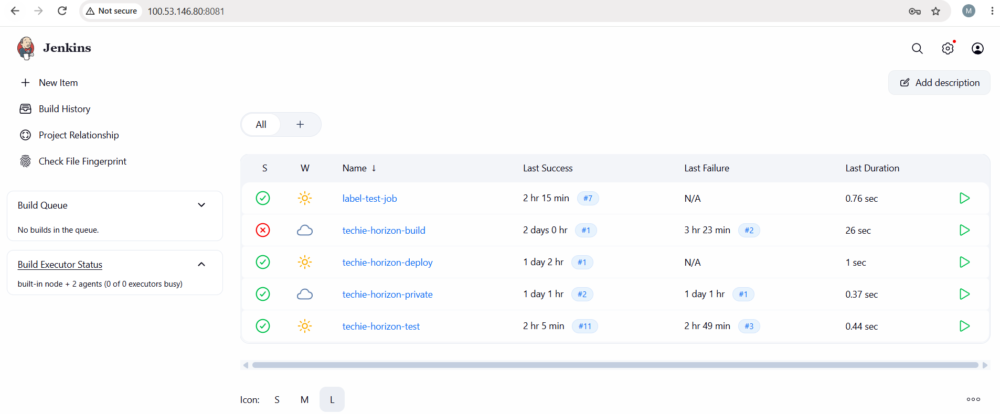 Not secure 100.53.146.80:8081 M
Jenkins
New Item
Add description
Build History
All +
Project Relationship
Check File Fingerprint
S W Name ↓ Last Success Last Failure Last Duration
label-test-job 2 hr 15 min #7 N/A 0.76 sec
Build Queue
No builds in the queue.
techie-horizon-build 2 days 0 hr #1 3 hr 23 min #2 26 sec
Build Executor Status
built-in node + 2 agents (0 of 0 executors busy)
techie-horizon-deploy 1 day 2 hr #1 N/A 1 sec
techie-horizon-private 1 day 1 hr #2 1 day 1 hr #1 0.37 sec
techie-horizon-test 2 hr 5 min #11 2 hr 49 min #3 0.44 sec
Icon: S M L